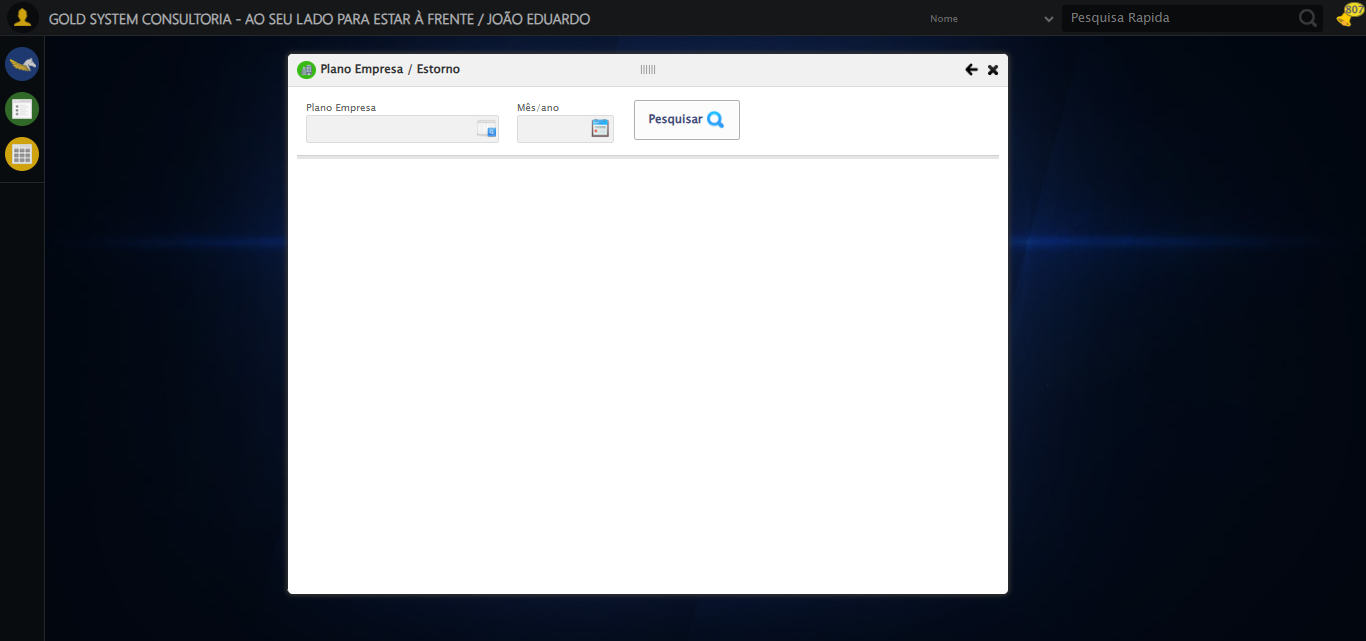 GOLD SYSTEM CONSULTORIA - AO SEU LADO PARA ESTAR À FRENTE / JOÃO EDUARDO
Nome
Pesquisa Rapida
807
Plano Empresa / Estorno
Plano Empresa
Mês/ano
Pesquisar